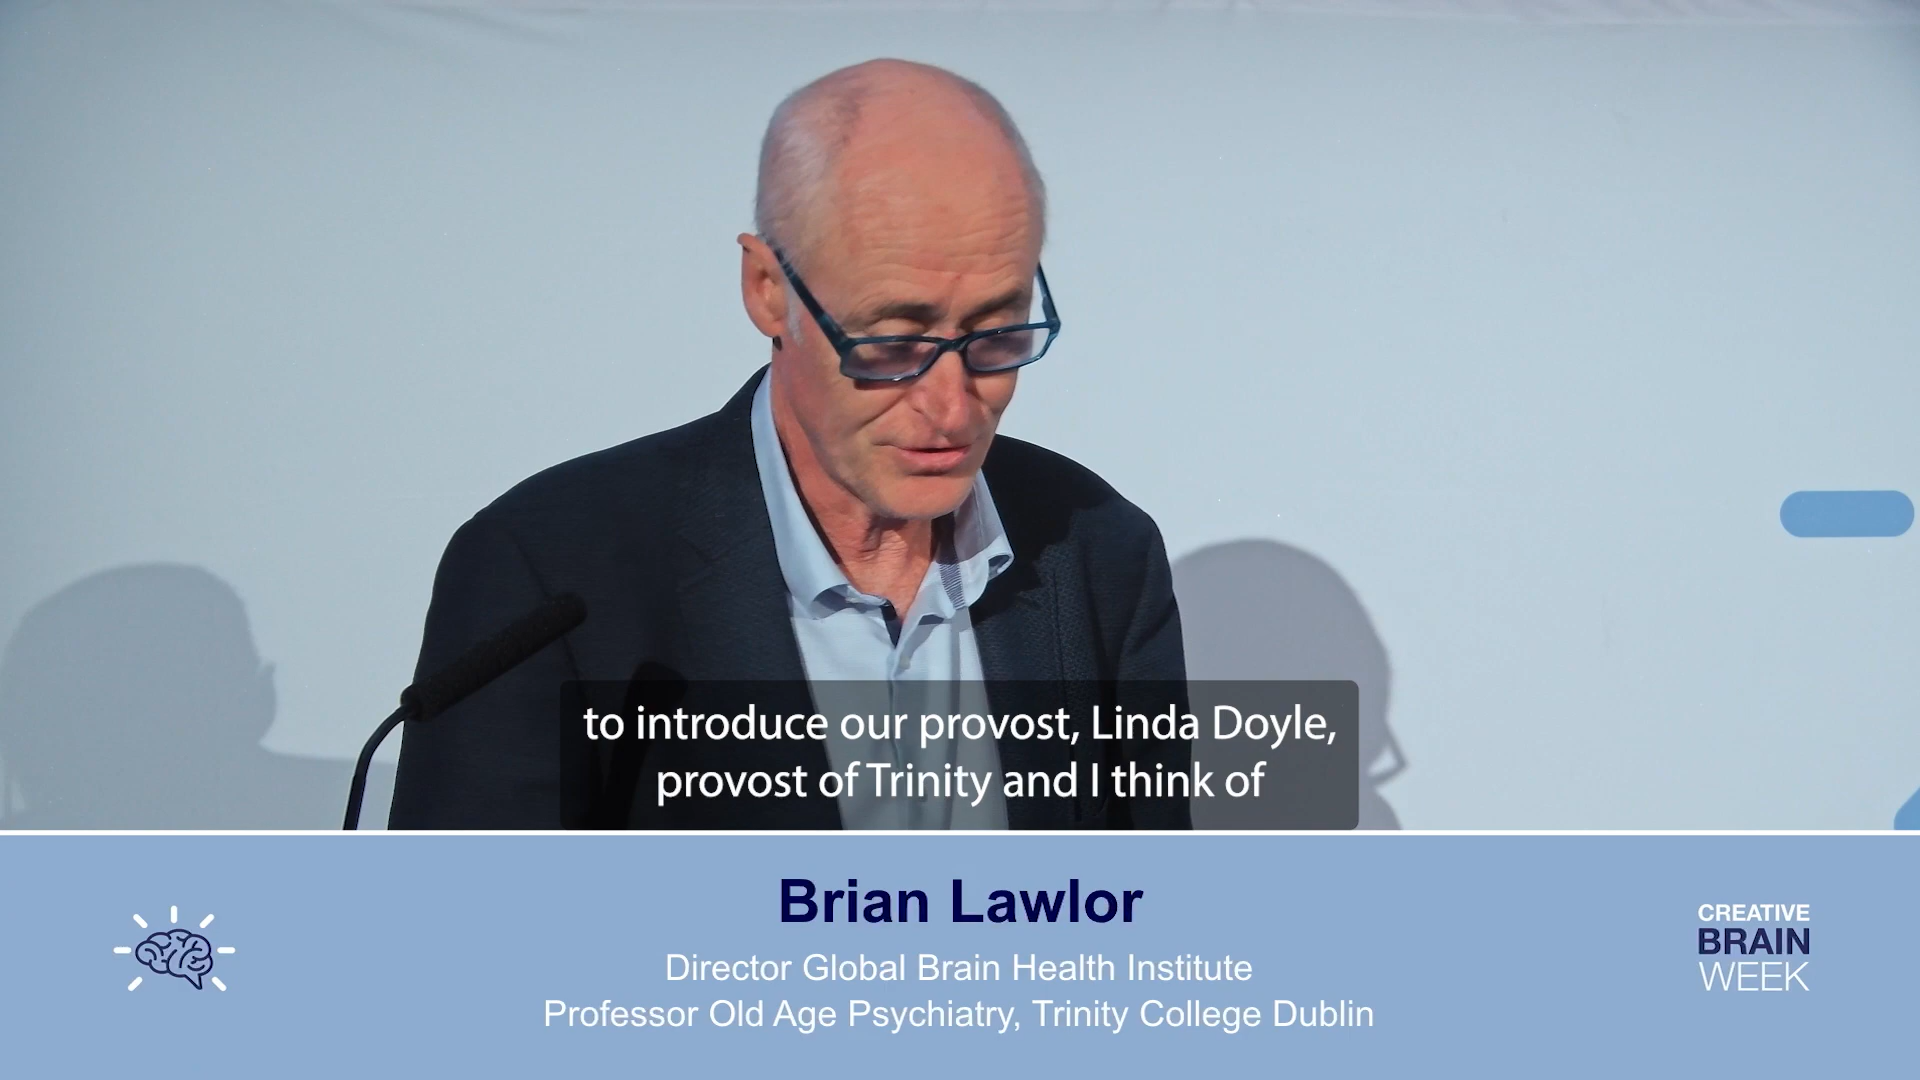 to introduce our provost, Linda Doyle,
provost of Trinity and I think of
Brian Lawlor
Director Global Brain Health Institute
Professor Old Age Psychiatry, Trinity College Dublin
CREATIVE
BRAIN
WEEK